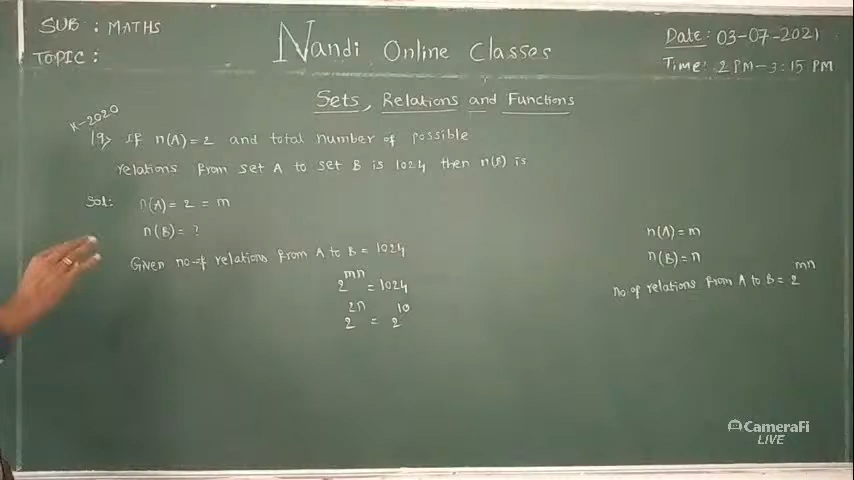 SUB : MATHS
TOPIC :
Nandi Online Classes
Date: 03-07-2021
Time: 2 PM-3:15 PM
Sets, Relations and Functions
K-2020
19> If n(A) = 2 and total number of possible
relations from set A to set B is 1024 then n(B) is
Sol: n(A) = 2 = m
n(B) = ?
Given no.of relations from A to B = 1024
2^mn = 1024
2^2n = 2^10
n(A) = m
n(B) = n
no of relations from A to B = 2^mn
CameraFi
LIVE